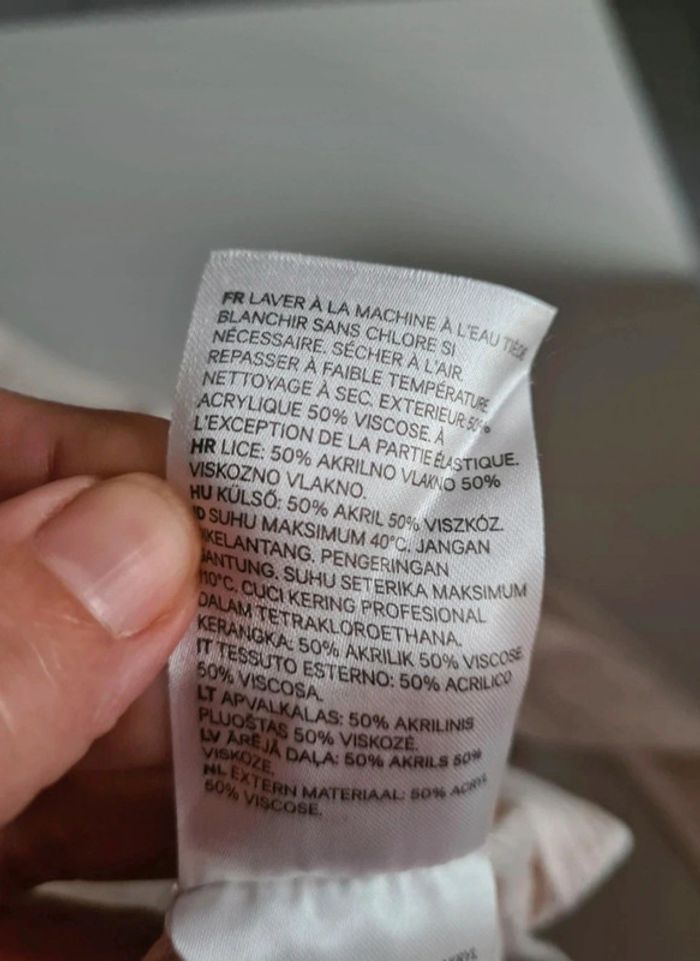 FR LAVER À LA MACHINE À L'EAU TIÈDE
BLANCHIR SANS CHLORE SI
NÉCESSAIRE. SÉCHER À L'AIR.
REPASSER À FAIBLE TEMPÉRATURE
NETTOYAGE À SEC. EXTERIEUR:50%
ACRYLIQUE 50% VISCOSE. À
L'EXCEPTION DE LA PARTIE ÉLASTIQUE.
HR LICE: 50% AKRILNO VLAKNO 50%
VISKOZNO VLAKNO.
HU KÜLSŐ: 50% AKRIL 50% VISZKÓZ.
ID SUHU MAKSIMUM 40°C. JANGAN
DIKELANTANG. PENGERINGAN
GANTUNG. SUHU SETERIKA MAKSIMUM
110°C. CUCI KERING PROFESIONAL
DALAM TETRAKLOROETHANA.
KERANGKA: 50% AKRILIK 50% VISCOSE
IT TESSUTO ESTERNO: 50% ACRILICO
50% VISCOSA.
LT APVALKALAS: 50% AKRILINIS
PLUOŠTAS 50% VISKOZĖ.
LV ĀRĒJĀ DAĻA: 50% AKRILS 50%
VISKOZE.
NL EXTERN MATERIAAL: 50% ACRYL
50% VISCOSE.